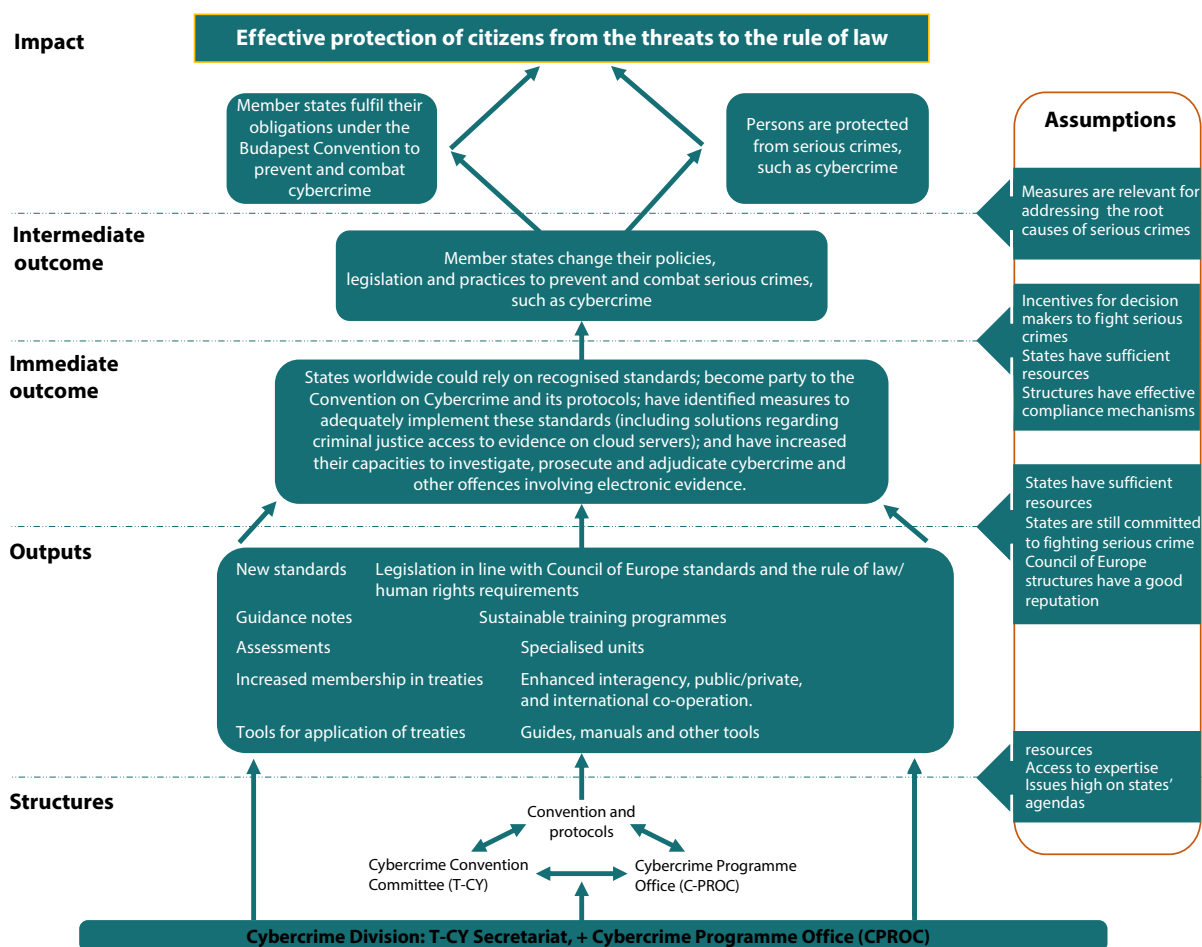 Impact
Effective protection of citizens from the threats to the rule of law
Member states fulfil their
obligations under the
Budapest Convention to
prevent and combat
cybercrime
Persons are protected
from serious crimes,
such as cybercrime
Assumptions
Measures are relevant for
addressing the root
causes of serious crimes
Intermediate
outcome
Member states change their policies,
legislation and practices to prevent and combat serious crimes,
such as cybercrime
Incentives for decision
makers to fight serious
crimes
States have sufficient
resources
Structures have effective
compliance mechanisms
Immediate
outcome
States worldwide could rely on recognised standards; become party to the
Convention on Cybercrime and its protocols; have identified measures to
adequately implement these standards (including solutions regarding
criminal justice access to evidence on cloud servers); and have increased
their capacities to investigate, prosecute and adjudicate cybercrime and
other offences involving electronic evidence.
States have sufficient
resources
States are still committed
to fighting serious crime
Council of Europe
structures have a good
reputation
Outputs
New standards Legislation in line with Council of Europe standards and the rule of law/
human rights requirements
Guidance notes Sustainable training programmes
Assessments Specialised units
Increased membership in treaties Enhanced interagency, public/private,
and international co-operation.
Tools for application of treaties Guides, manuals and other tools
resources
Access to expertise
Issues high on states'
agendas
Structures
Convention and
protocols
Cybercrime Convention
Committee (T-CY)
Cybercrime Programme
Office (C-PROC)
Cybercrime Division: T-CY Secretariat, + Cybercrime Programme Office (CPROC)